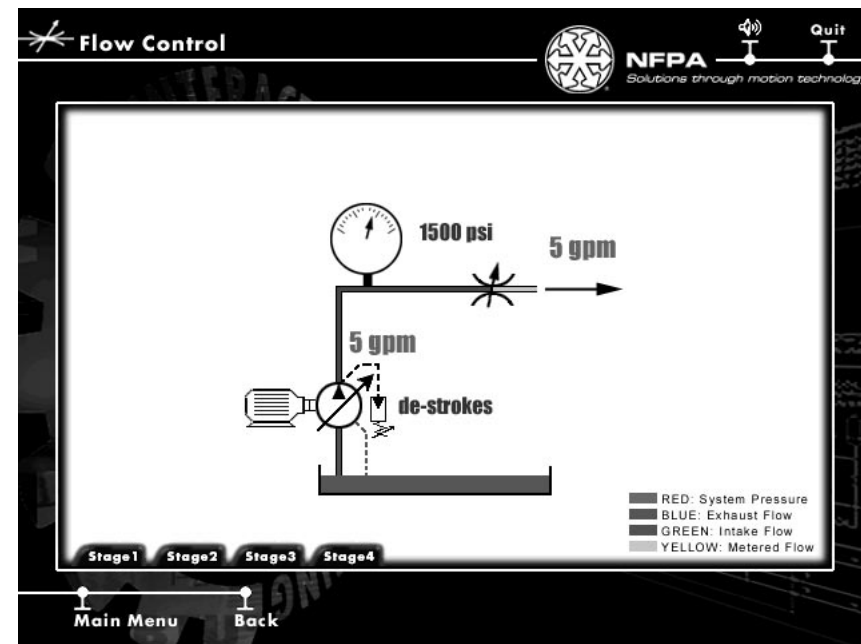 Flow Control
Quit
NFPA
Solutions through motion technolog
1500 psi
5 gpm
5 gpm
de-strokes
RED: System Pressure
BLUE: Exhaust Flow
GREEN: Intake Flow
YELLOW: Metered Flow
Stage1 Stage2 Stage3 Stage4
Main Menu Back